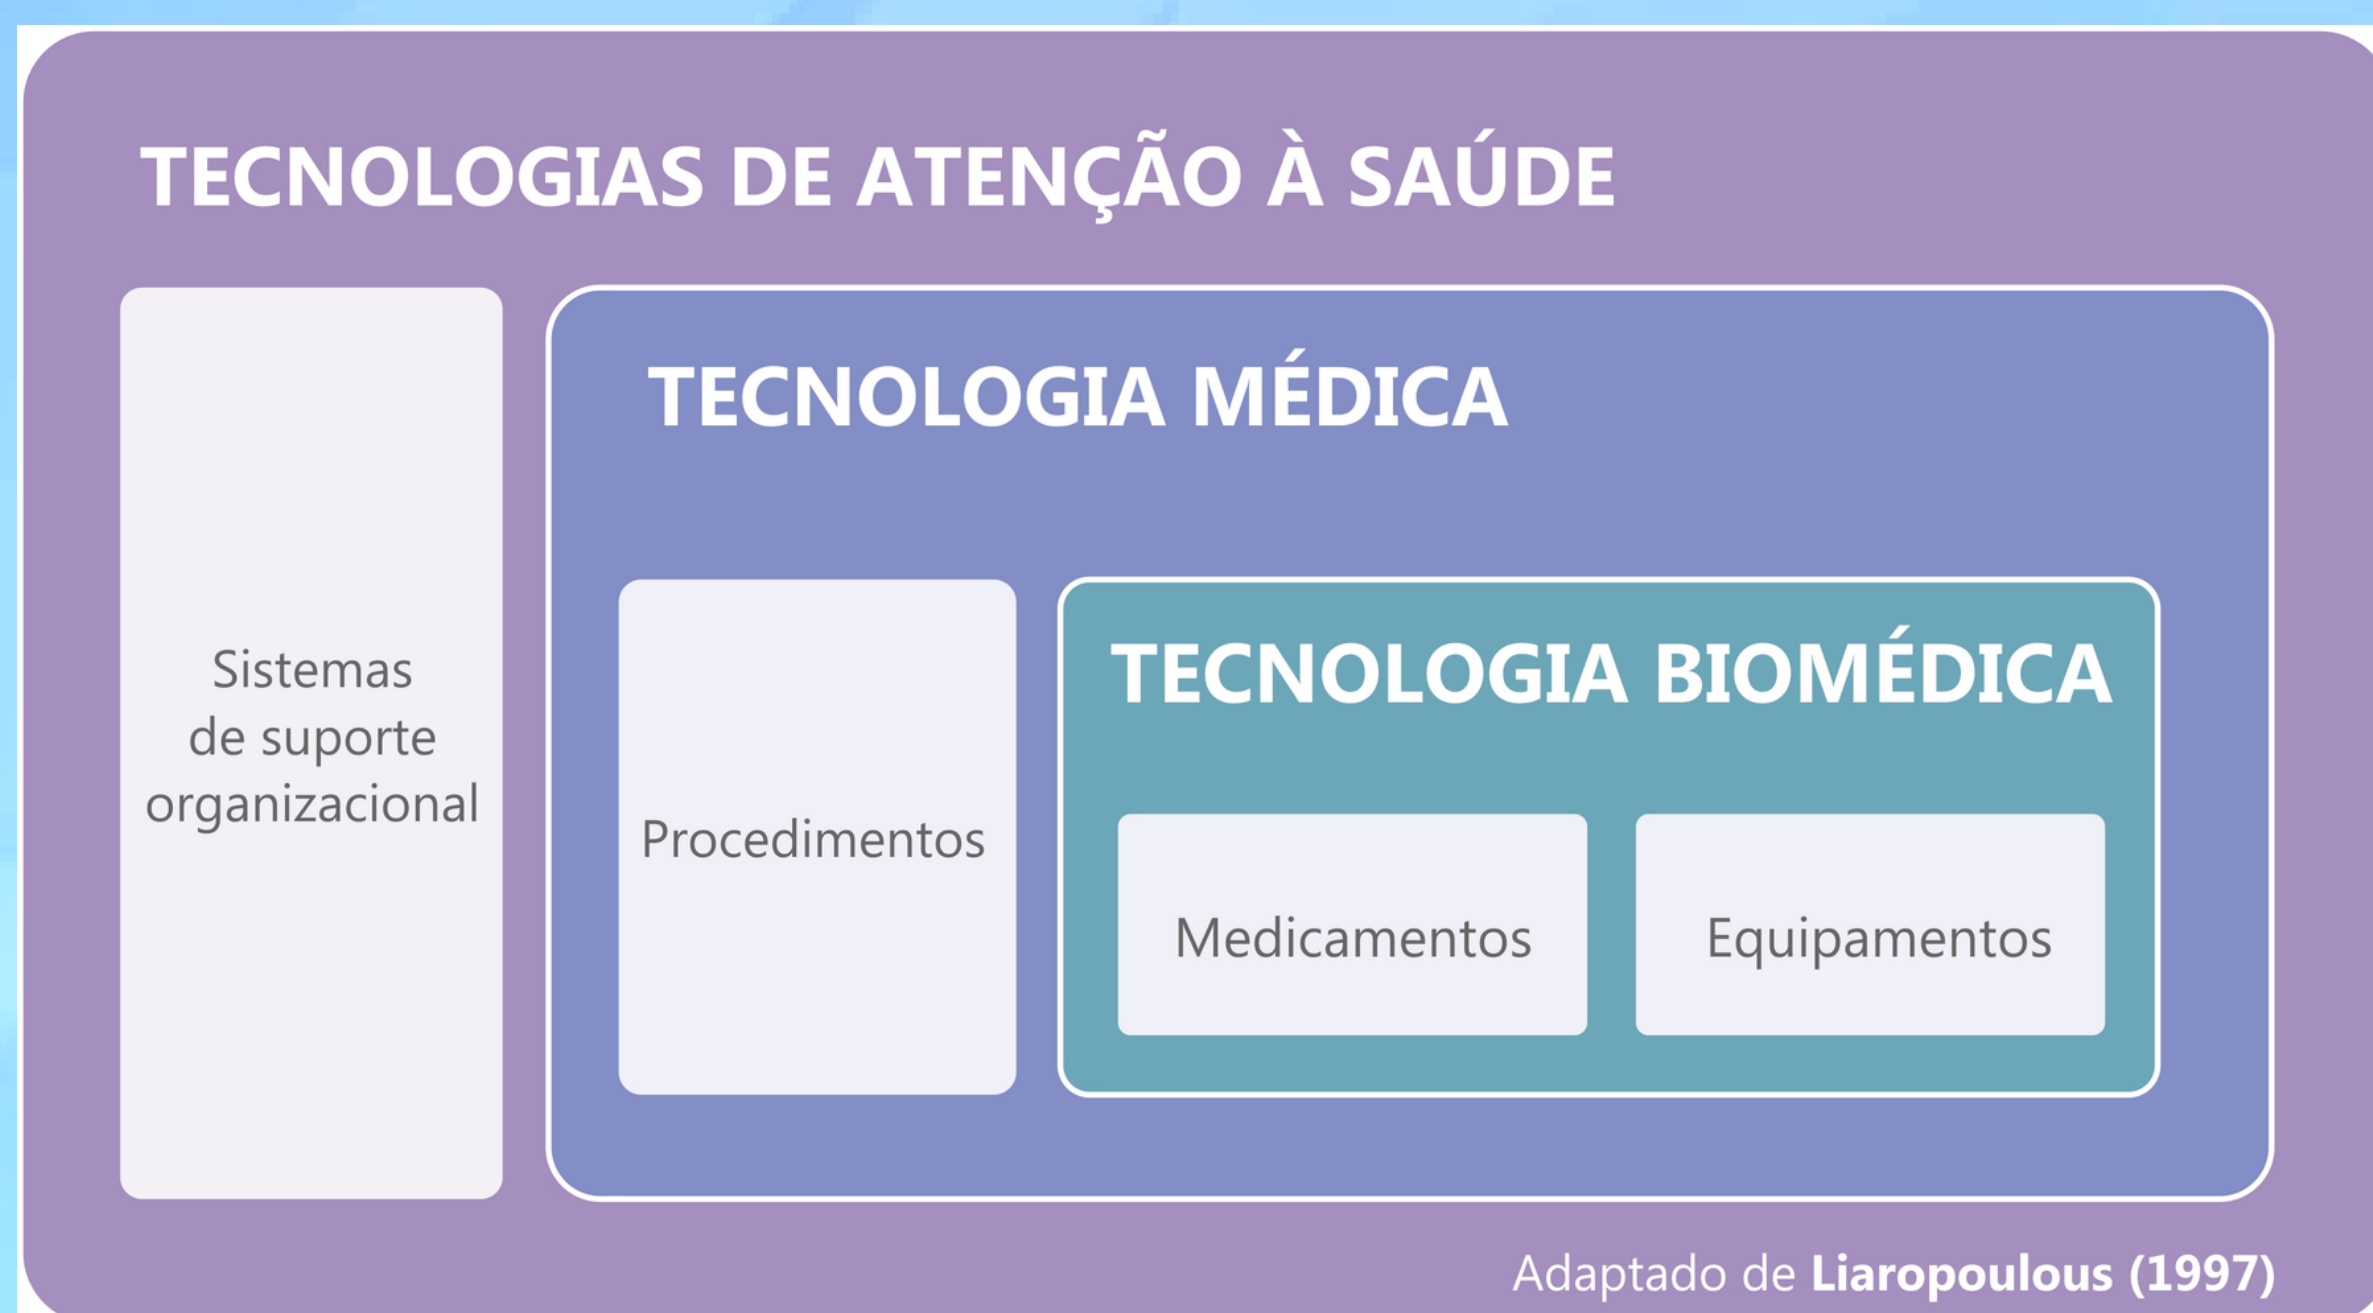 TECNOLOGIAS DE ATENÇÃO À SAÚDE
Sistemas
de suporte
organizacional
TECNOLOGIA MÉDICA
Procedimentos
TECNOLOGIA BIOMÉDICA
Medicamentos
Equipamentos
Adaptado de Liaropoulous (1997)